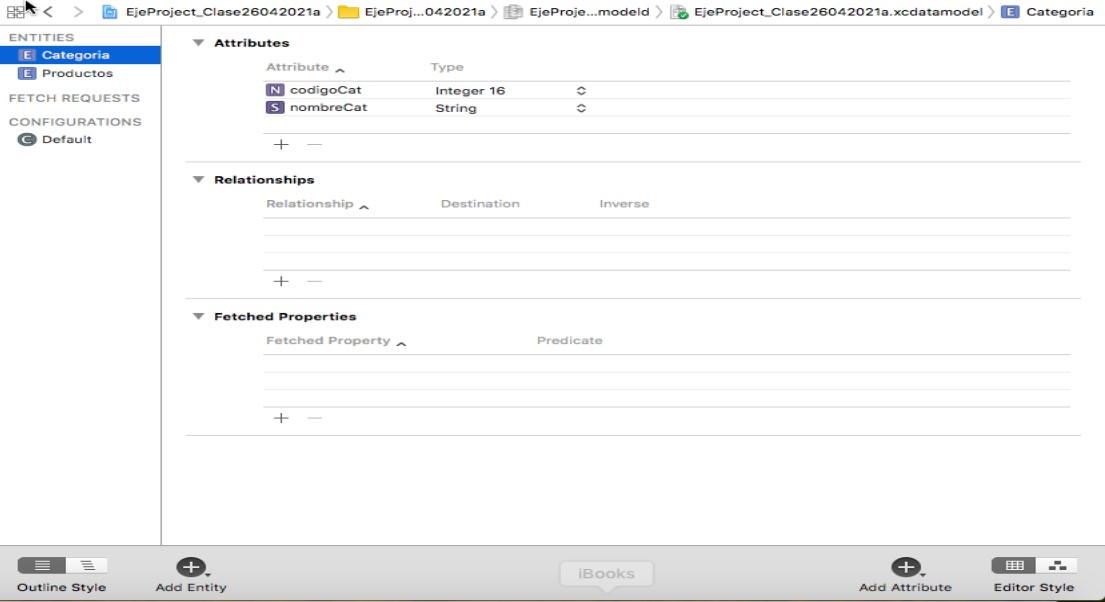 EjeProject_Clase26042021a EjeProj...042021a EjeProje...modeld EjeProject_Clase26042021a.xcdatamodel E Categoria
ENTITIES
E Categoria
E Productos
FETCH REQUESTS
CONFIGURATIONS
C Default
Attributes
Attribute Type
N codigoCat Integer 16
S nombreCat String
Relationships
Relationship Destination Inverse
Fetched Properties
Fetched Property Predicate
Outline Style
Add Entity
iBooks
Add Attribute
Editor Style